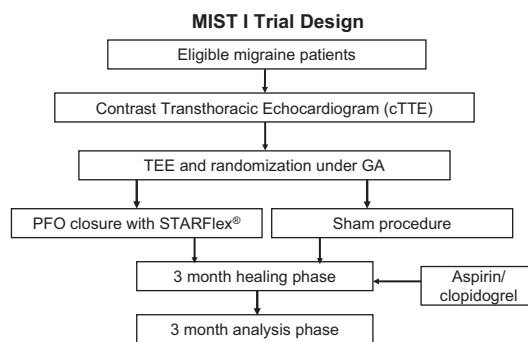 MIST I Trial Design
Eligible migraine patients
Contrast Transthoracic Echocardiogram (cTTE)
TEE and randomization under GA
PFO closure with STARFlex®
Sham procedure
3 month healing phase
Aspirin/
clopidogrel
3 month analysis phase